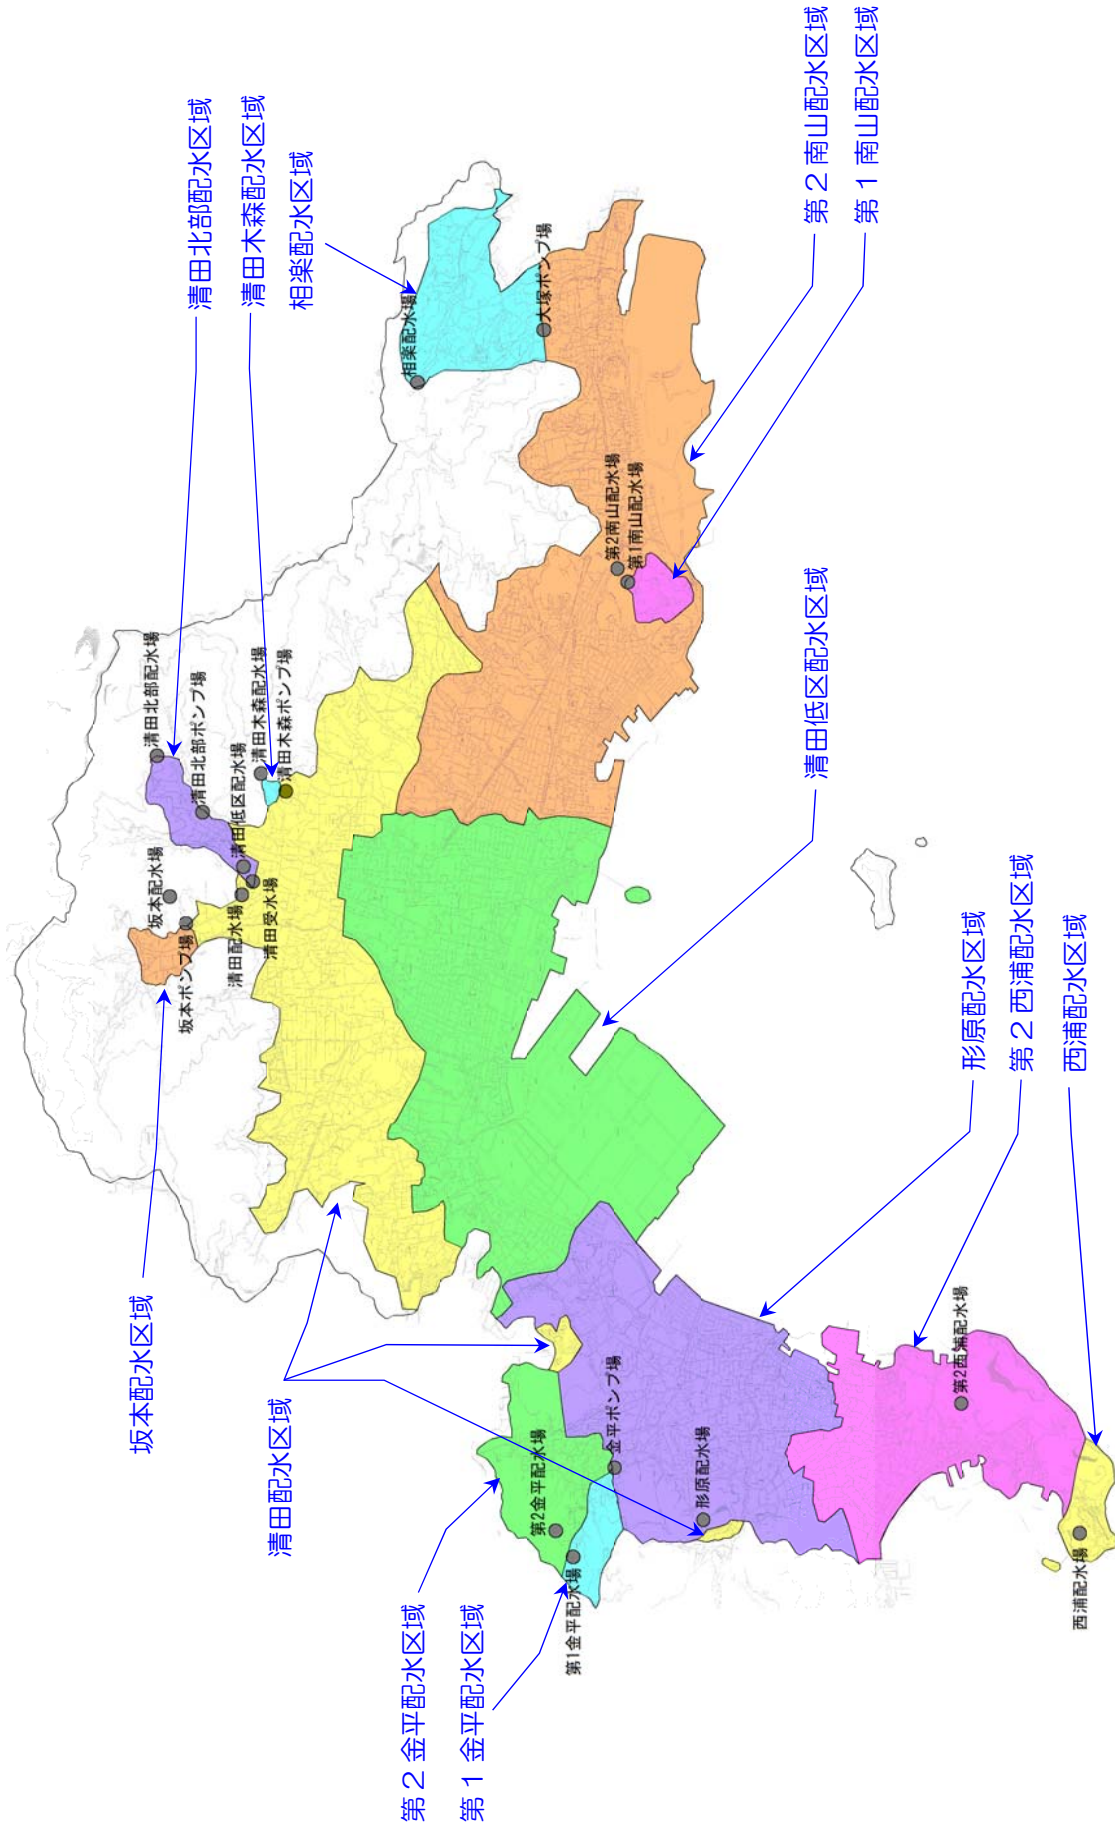 清田北部配水区域
清田木森配水区域
相楽配水区域
第２南山配水区域
第１南山配水区域
清田低区配水区域
形原配水区域
第２西浦配水区域
西浦配水区域
坂本配水区域
清田配水区域
第２金平配水区域
第１金平配水区域
相楽配水場
大塚ポンプ場
第2南山配水場
第1南山配水場
清田北部配水場
清田北部ポンプ場
清田木森配水場
清田木森ポンプ場
清田低区配水場
坂本配水場
坂本ポンプ場
清田配水場
清田受水場
第2金平配水場
第1金平配水場
金平ポンプ場
形原配水場
第2西浦配水場
西浦配水場